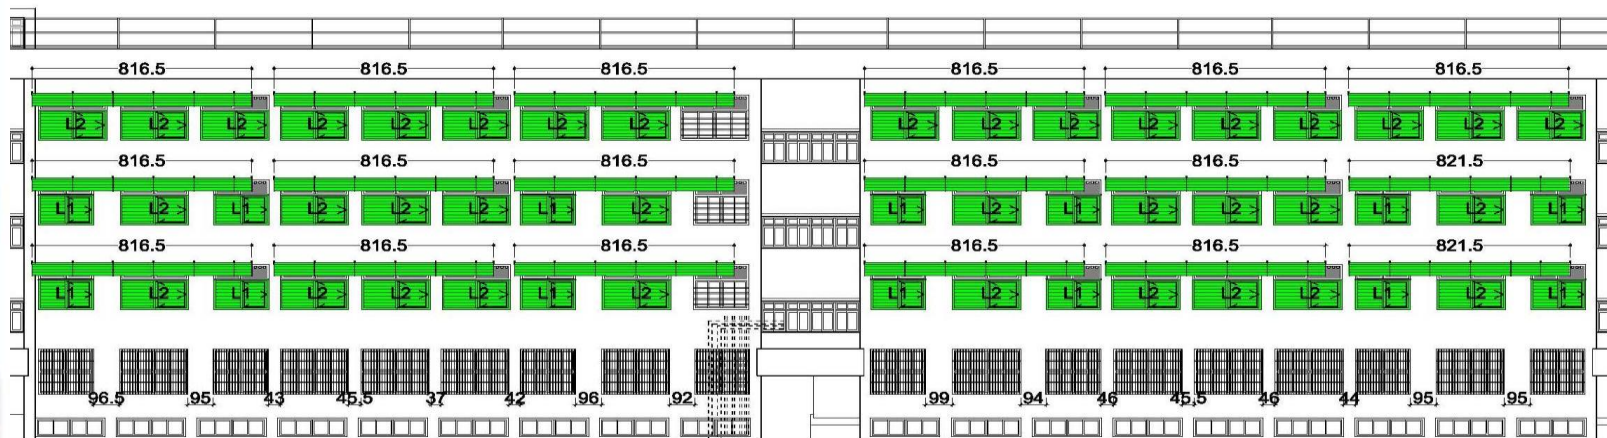 816.5 816.5 816.5 816.5 816.5 816.5
L2 L2 L2 L2 L2 L2 L2 L2 L2 L2 L2 L2 L2 L2 L2 L2 L2
816.5 816.5 816.5 816.5 816.5 821.5
L1 L2 L1 L2 L2 L2 L1 L2 L1 L2 L1 L2 L2 L2 L1 L2 L1
816.5 816.5 816.5 816.5 816.5 821.5
L1 L2 L1 L2 L2 L2 L1 L2 L1 L2 L1 L2 L2 L2 L1 L2 L1
96.5 95 43 45.5 37 42 96 92 99 94 46 45.5 46 44 95 95